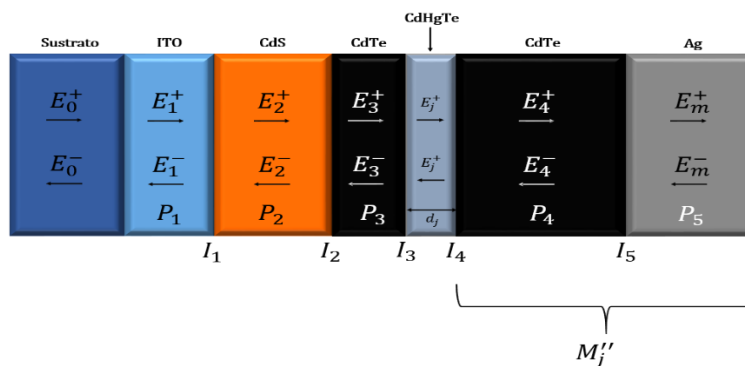 CdHgTe
Sustrato ITO CdS CdTe CdTe Ag
E₀⁺ E₁⁺ E₂⁺ E₃⁺ Eⱼ⁺ E₄⁺ Eₘ⁺
E₀⁻ E₁⁻ E₂⁻ E₃⁻ Eⱼ⁺ E₄⁻ Eₘ⁻
P₁ P₂ P₃ dⱼ P₄ P₅
I₁ I₂ I₃ I₄ I₅
Mⱼ′′